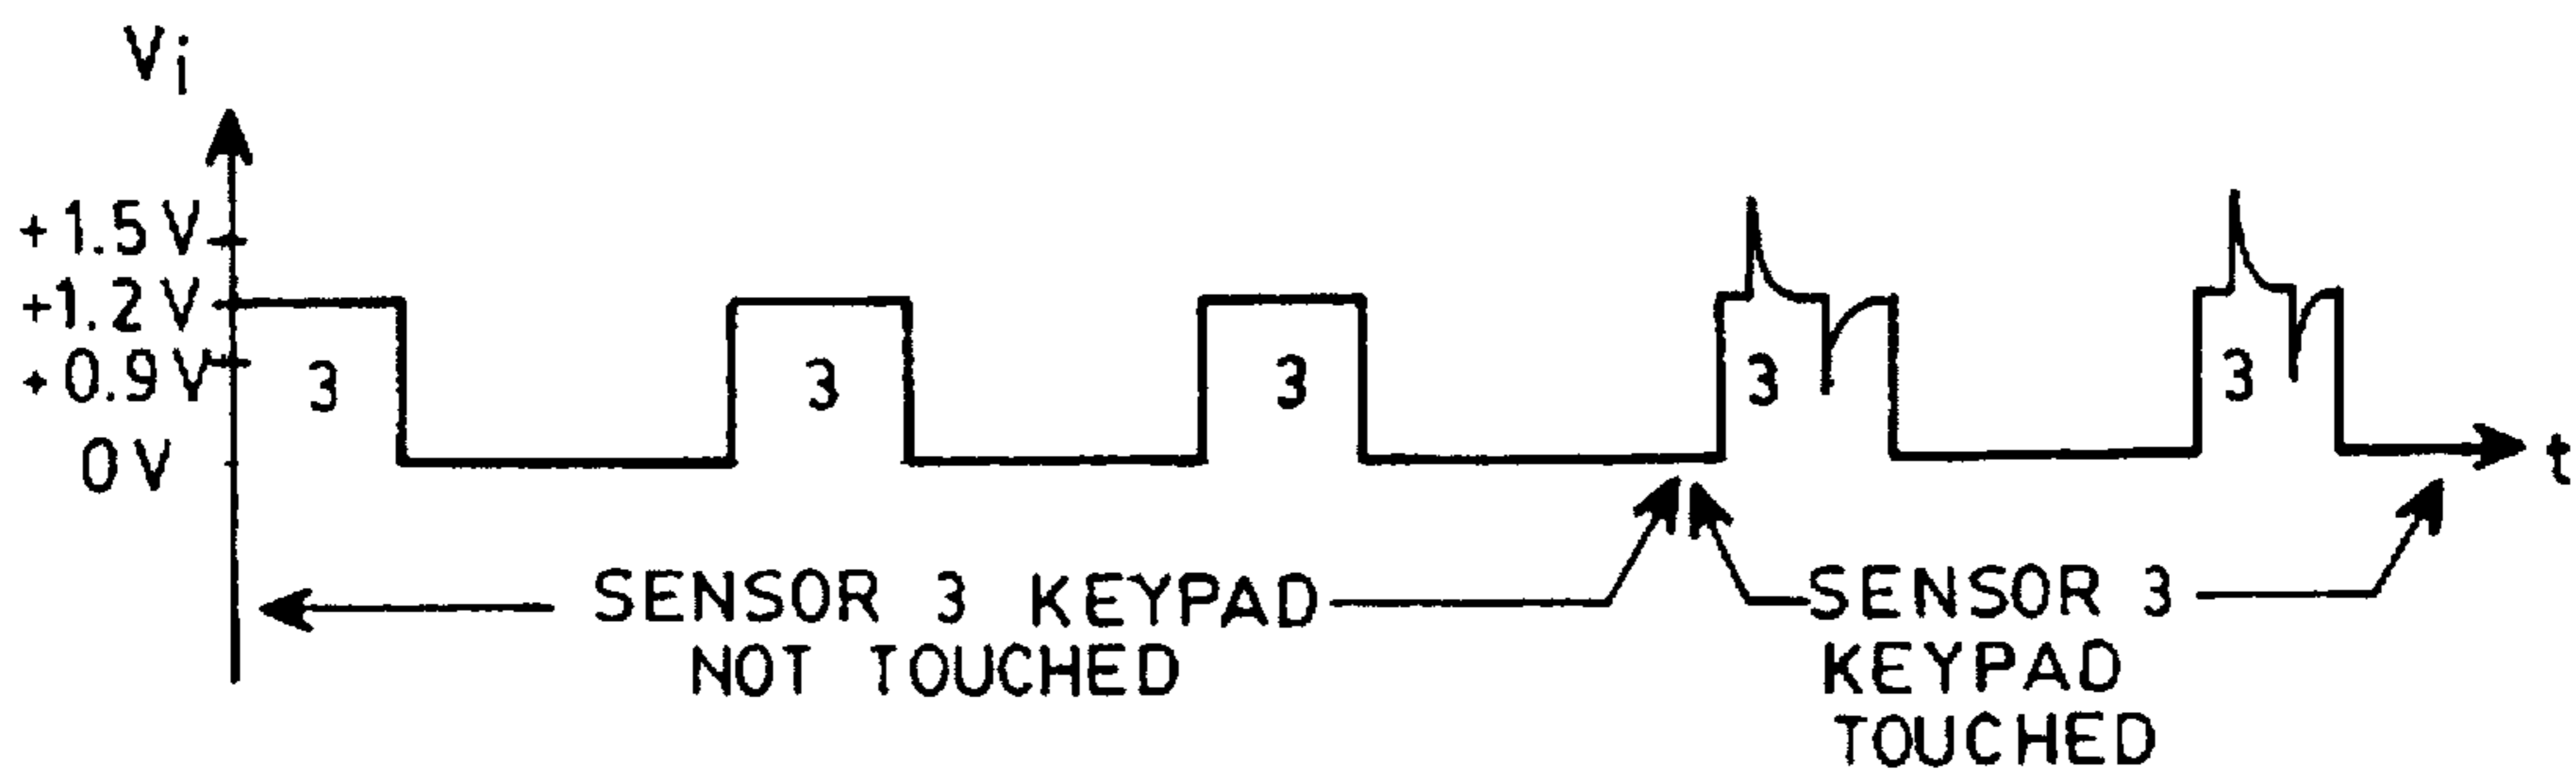 Vi
+1.5 V
+1.2 V
+0.9 V
0 V
3
3
3
3
3
t
SENSOR 3 KEYPAD
NOT TOUCHED
SENSOR 3
KEYPAD
TOUCHED